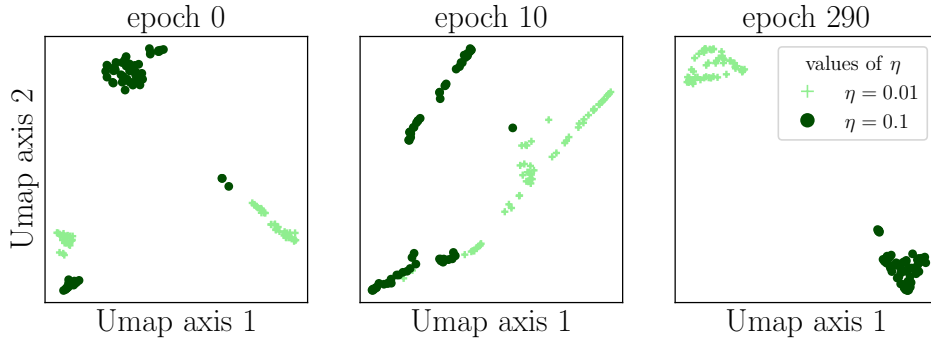 epoch 0
epoch 10
epoch 290
Umap axis 2
values of η
η = 0.01
η = 0.1
Umap axis 1
Umap axis 1
Umap axis 1